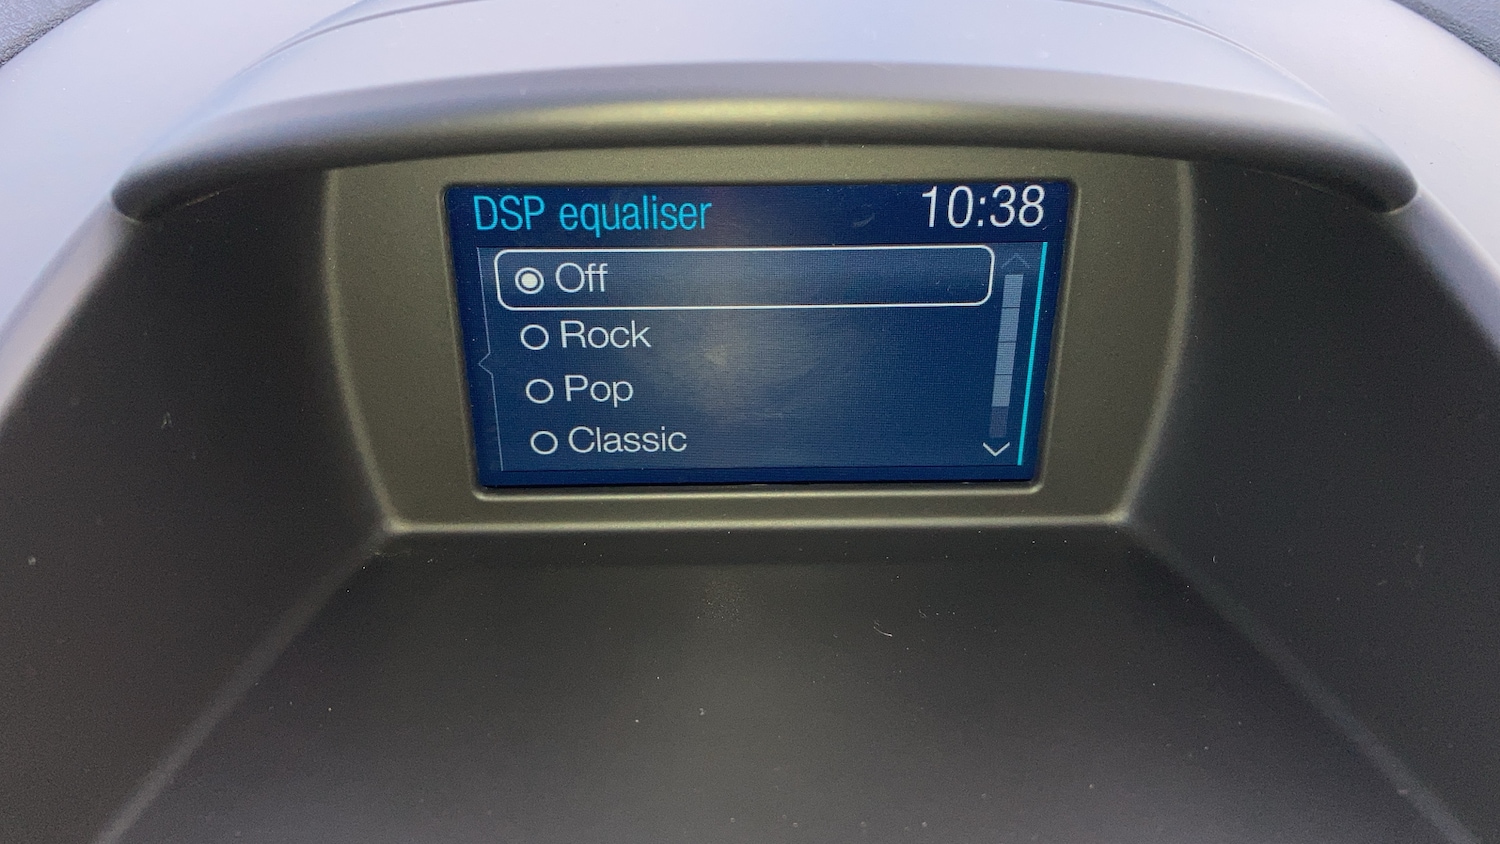 DSP equaliser 10:38
Off
Rock
Pop
Classic